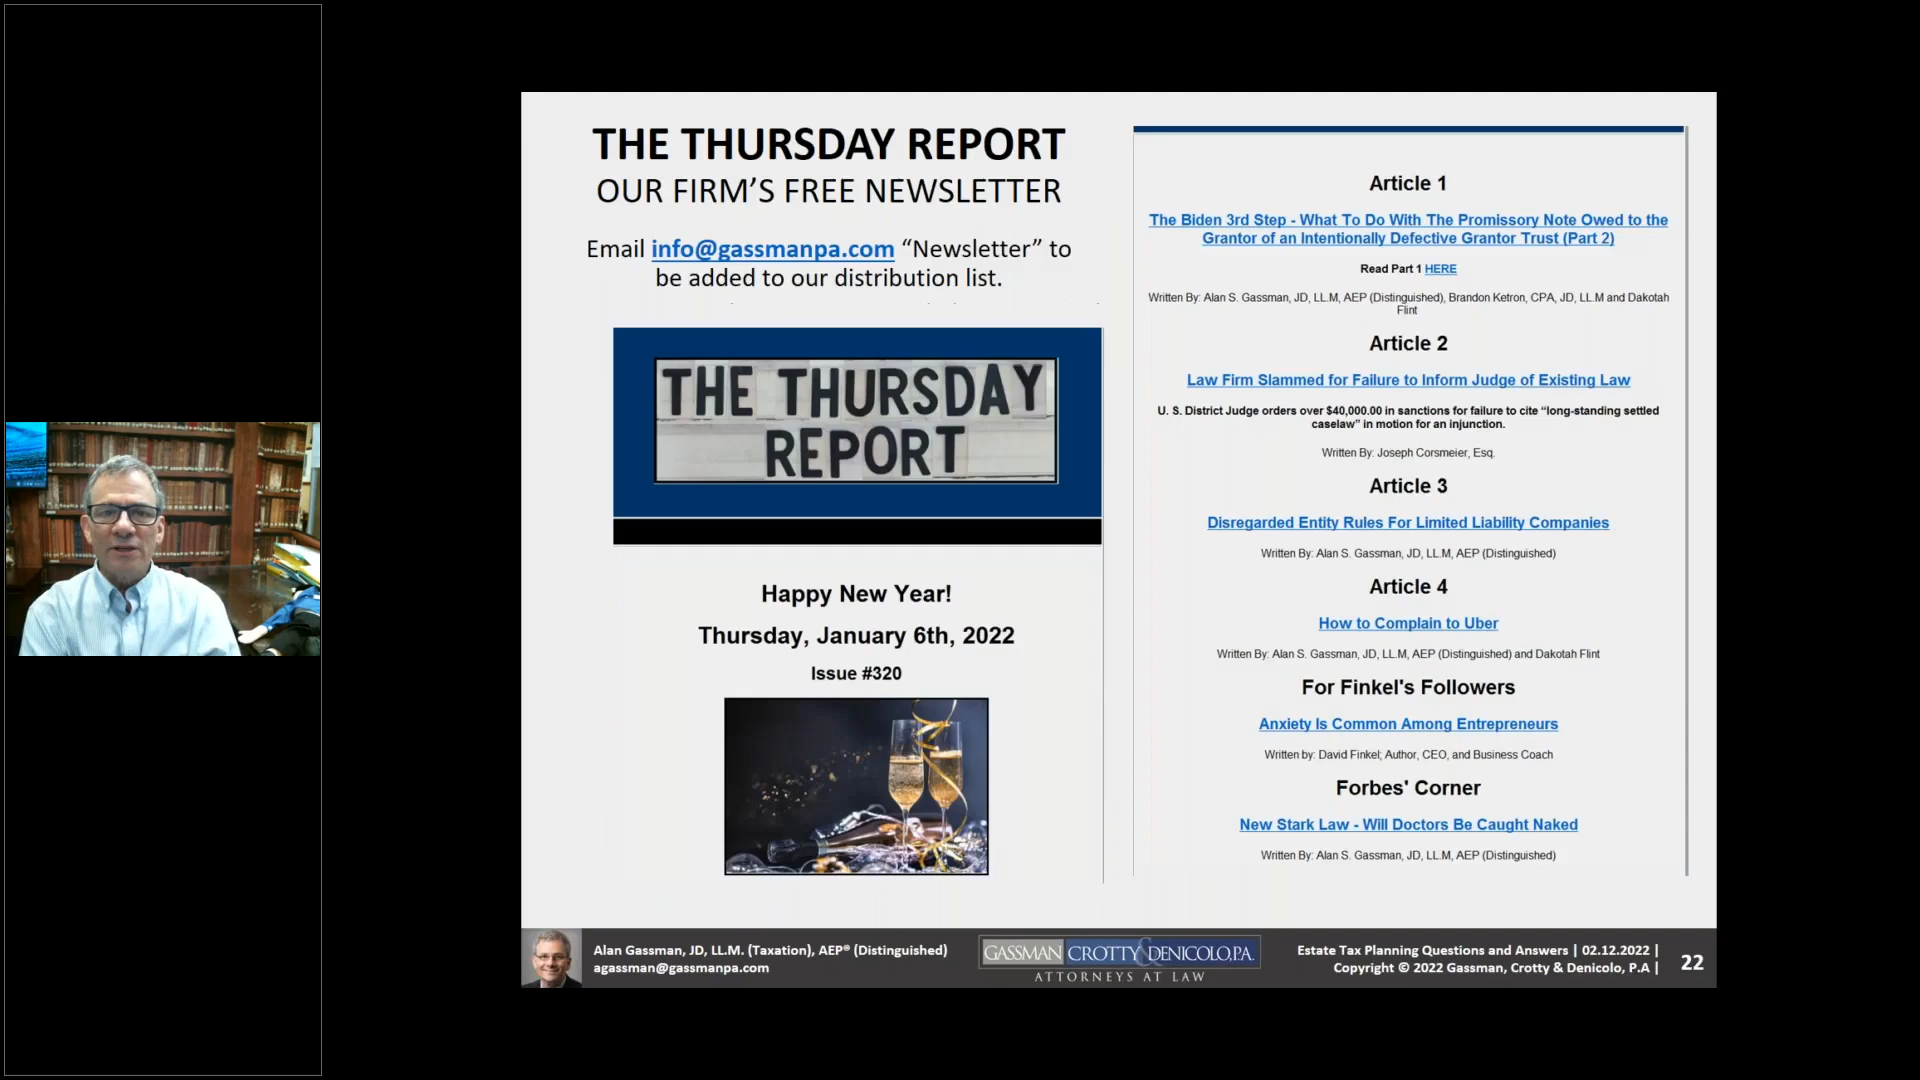 THE THURSDAY REPORT
OUR FIRM’S FREE NEWSLETTER
Email info@gassmanpa.com “Newsletter” to
be added to our distribution list.
THE THURSDAY
REPORT
Happy New Year!
Thursday, January 6th, 2022
Issue #320
Article 1
The Biden 3rd Step - What To Do With The Promissory Note Owed to the
Grantor of an Intentionally Defective Grantor Trust (Part 2)
Read Part 1 HERE
Written By: Alan S. Gassman, JD, LL.M, AEP (Distinguished), Brandon Ketron, CPA, JD, LL.M and Dakotah
Flint
Article 2
Law Firm Slammed for Failure to Inform Judge of Existing Law
U. S. District Judge orders over $40,000.00 in sanctions for failure to cite “long-standing settled
caselaw” in motion for an injunction.
Written By: Joseph Corsmeier, Esq.
Article 3
Disregarded Entity Rules For Limited Liability Companies
Written By: Alan S. Gassman, JD, LL.M, AEP (Distinguished)
Article 4
How to Complain to Uber
Written By: Alan S. Gassman, JD, LL.M, AEP (Distinguished) and Dakotah Flint
For Finkel's Followers
Anxiety Is Common Among Entrepreneurs
Written by: David Finkel; Author, CEO, and Business Coach
Forbes' Corner
New Stark Law - Will Doctors Be Caught Naked
Written By: Alan S. Gassman, JD, LL.M, AEP (Distinguished)
Alan Gassman, JD, LL.M. (Taxation), AEP® (Distinguished)
agassman@gassmanpa.com
GASSMAN CROTTY & DENICOLO, P.A.
ATTORNEYS AT LAW
Estate Tax Planning Questions and Answers | 02.12.2022 |
Copyright © 2022 Gassman, Crotty & Denicolo, P.A |
22